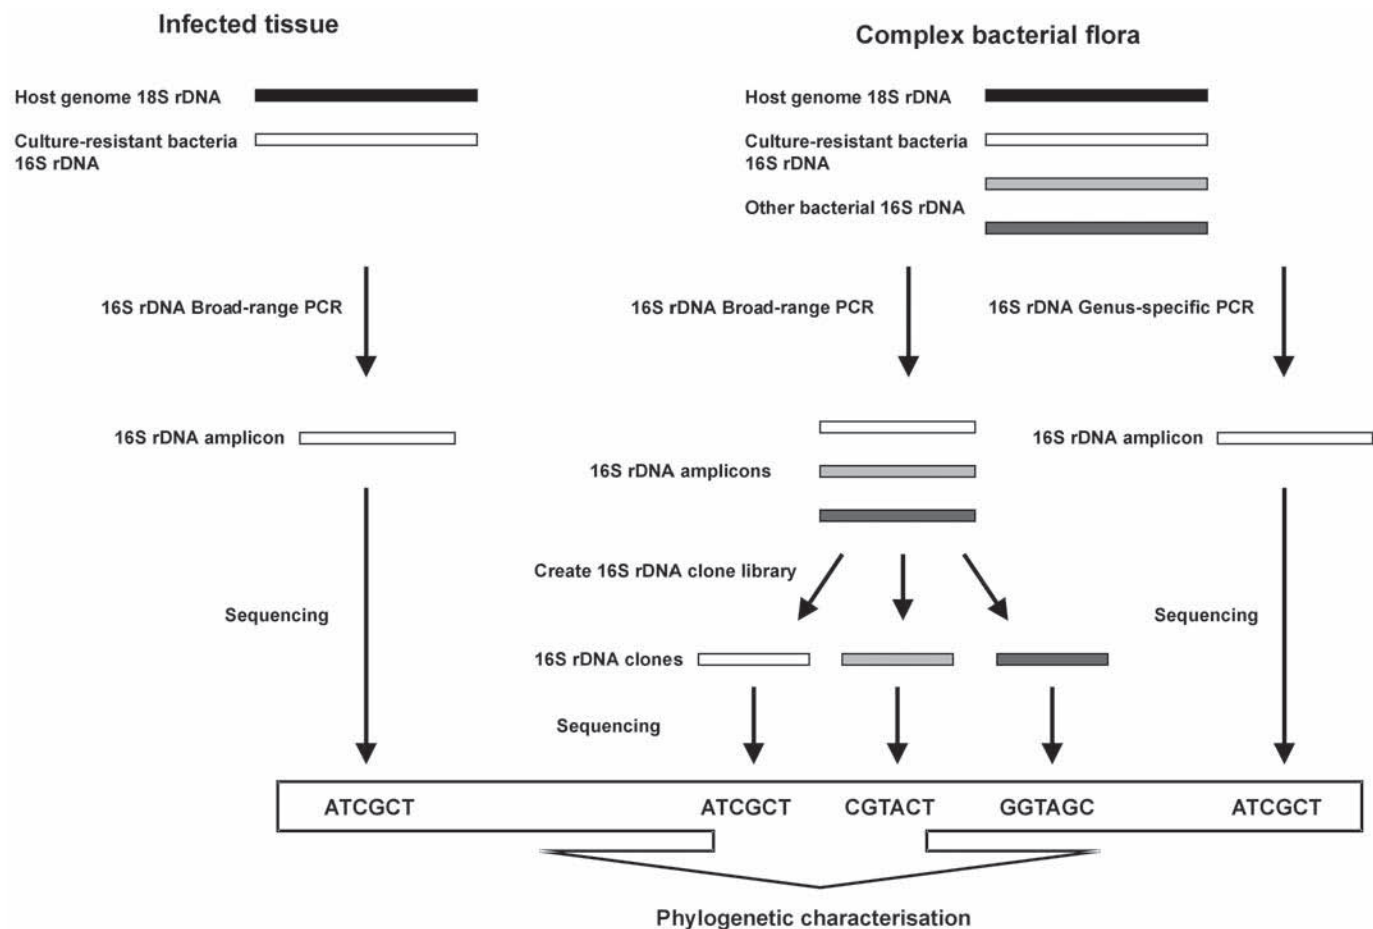 Infected tissue
Complex bacterial flora
Host genome 18S rDNA
Culture-resistant bacteria
16S rDNA
Host genome 18S rDNA
Culture-resistant bacteria
16S rDNA
Other bacterial 16S rDNA
16S rDNA Broad-range PCR
16S rDNA Broad-range PCR
16S rDNA Genus-specific PCR
16S rDNA amplicon
16S rDNA amplicons
16S rDNA amplicon
Create 16S rDNA clone library
Sequencing
Sequencing
16S rDNA clones
Sequencing
ATCGCT
ATCGCT
CGTACT
GGTAGC
ATCGCT
Phylogenetic characterisation